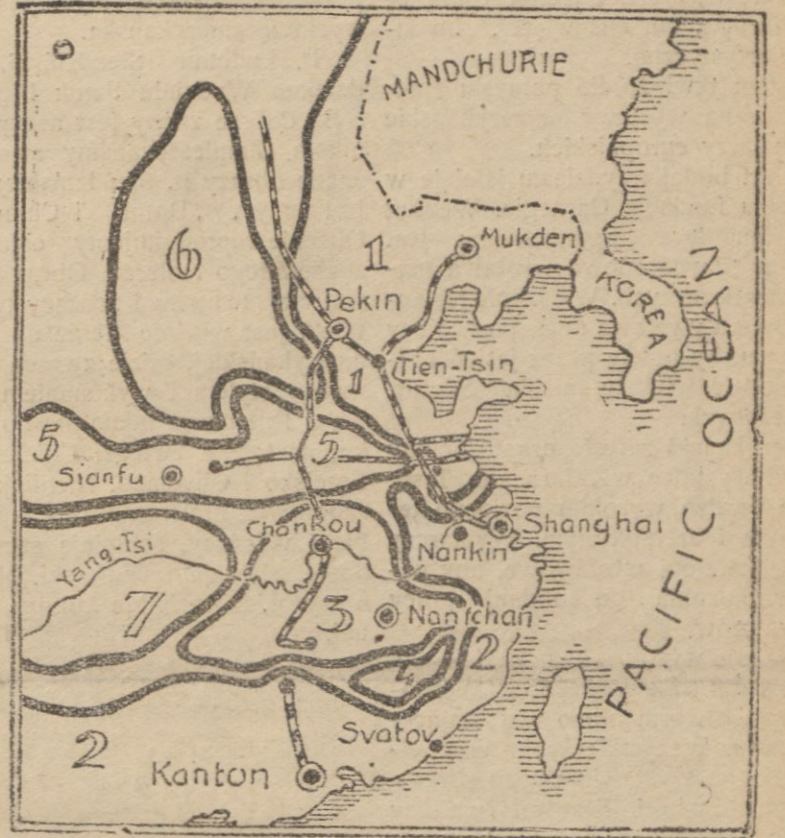 MANDCHURIE
6
1
Mukden
Pekin
KOREA
Tien-Tsin
1
OCEAN
5
5
Sianfu
Chankou
Shanghai
Nankin
Yang-Tsi
7
3
Nantchan
2
4
PACIFIC
2
Svatov
Kanton